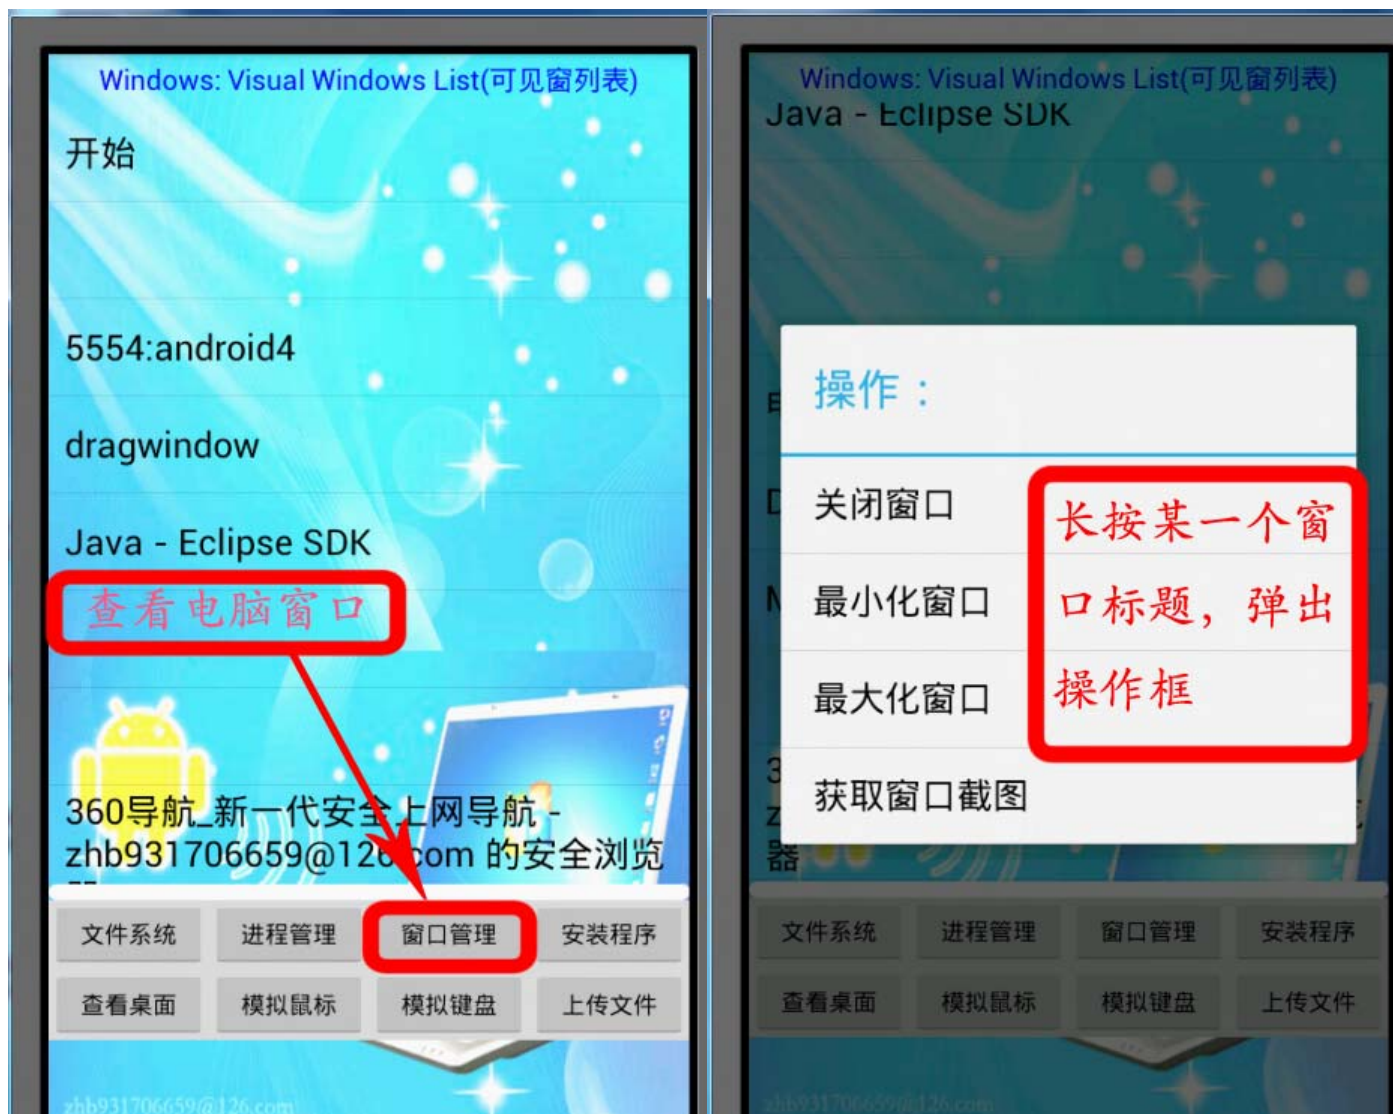 Windows: Visual Windows List(可见窗列表)
开始
5554:android4
dragwindow
Java - Eclipse SDK
查看电脑窗口
360导航_新一代安全上网导航 -
zhb931706659@126.com 的安全浏览
文件系统
进程管理
窗口管理
安装程序
查看桌面
模拟鼠标
模拟键盘
上传文件
zhb931706659@126.com
Windows: Visual Windows List(可见窗列表)
Java - Eclipse SDK
操作：
关闭窗口
最小化窗口
最大化窗口
获取窗口截图
长按某一个窗
口标题，弹出
操作框
器
文件系统
进程管理
窗口管理
安装程序
查看桌面
模拟鼠标
模拟键盘
上传文件
zhb931706659@126.com